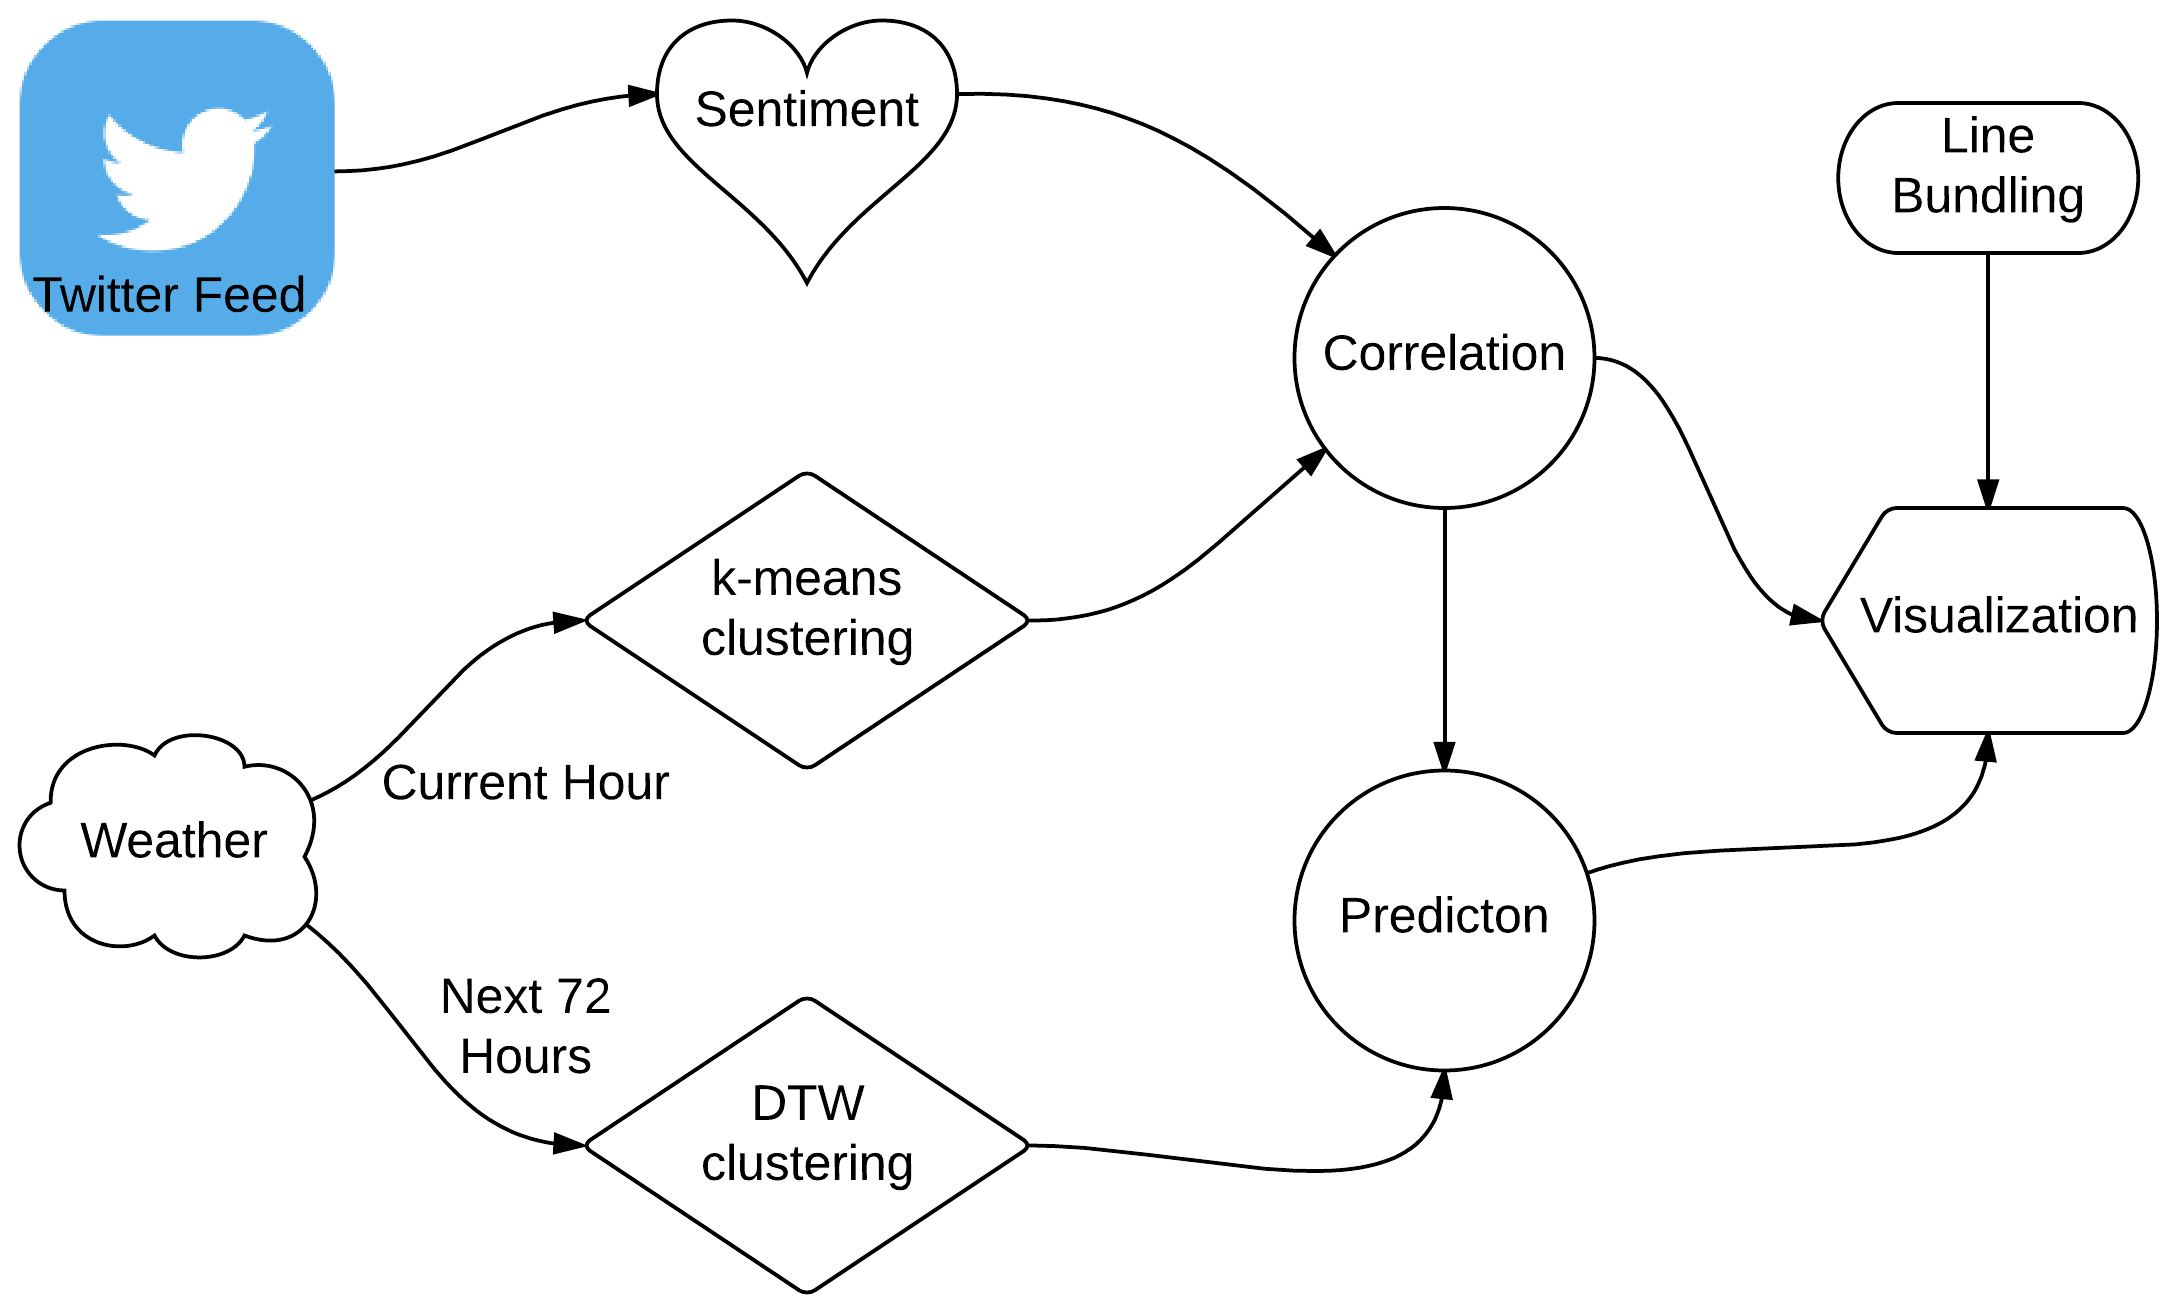 Twitter Feed
Sentiment
Line
Bundling
Correlation
k-means
clustering
Visualization
Current Hour
Weather
Predicton
Next 72
Hours
DTW
clustering